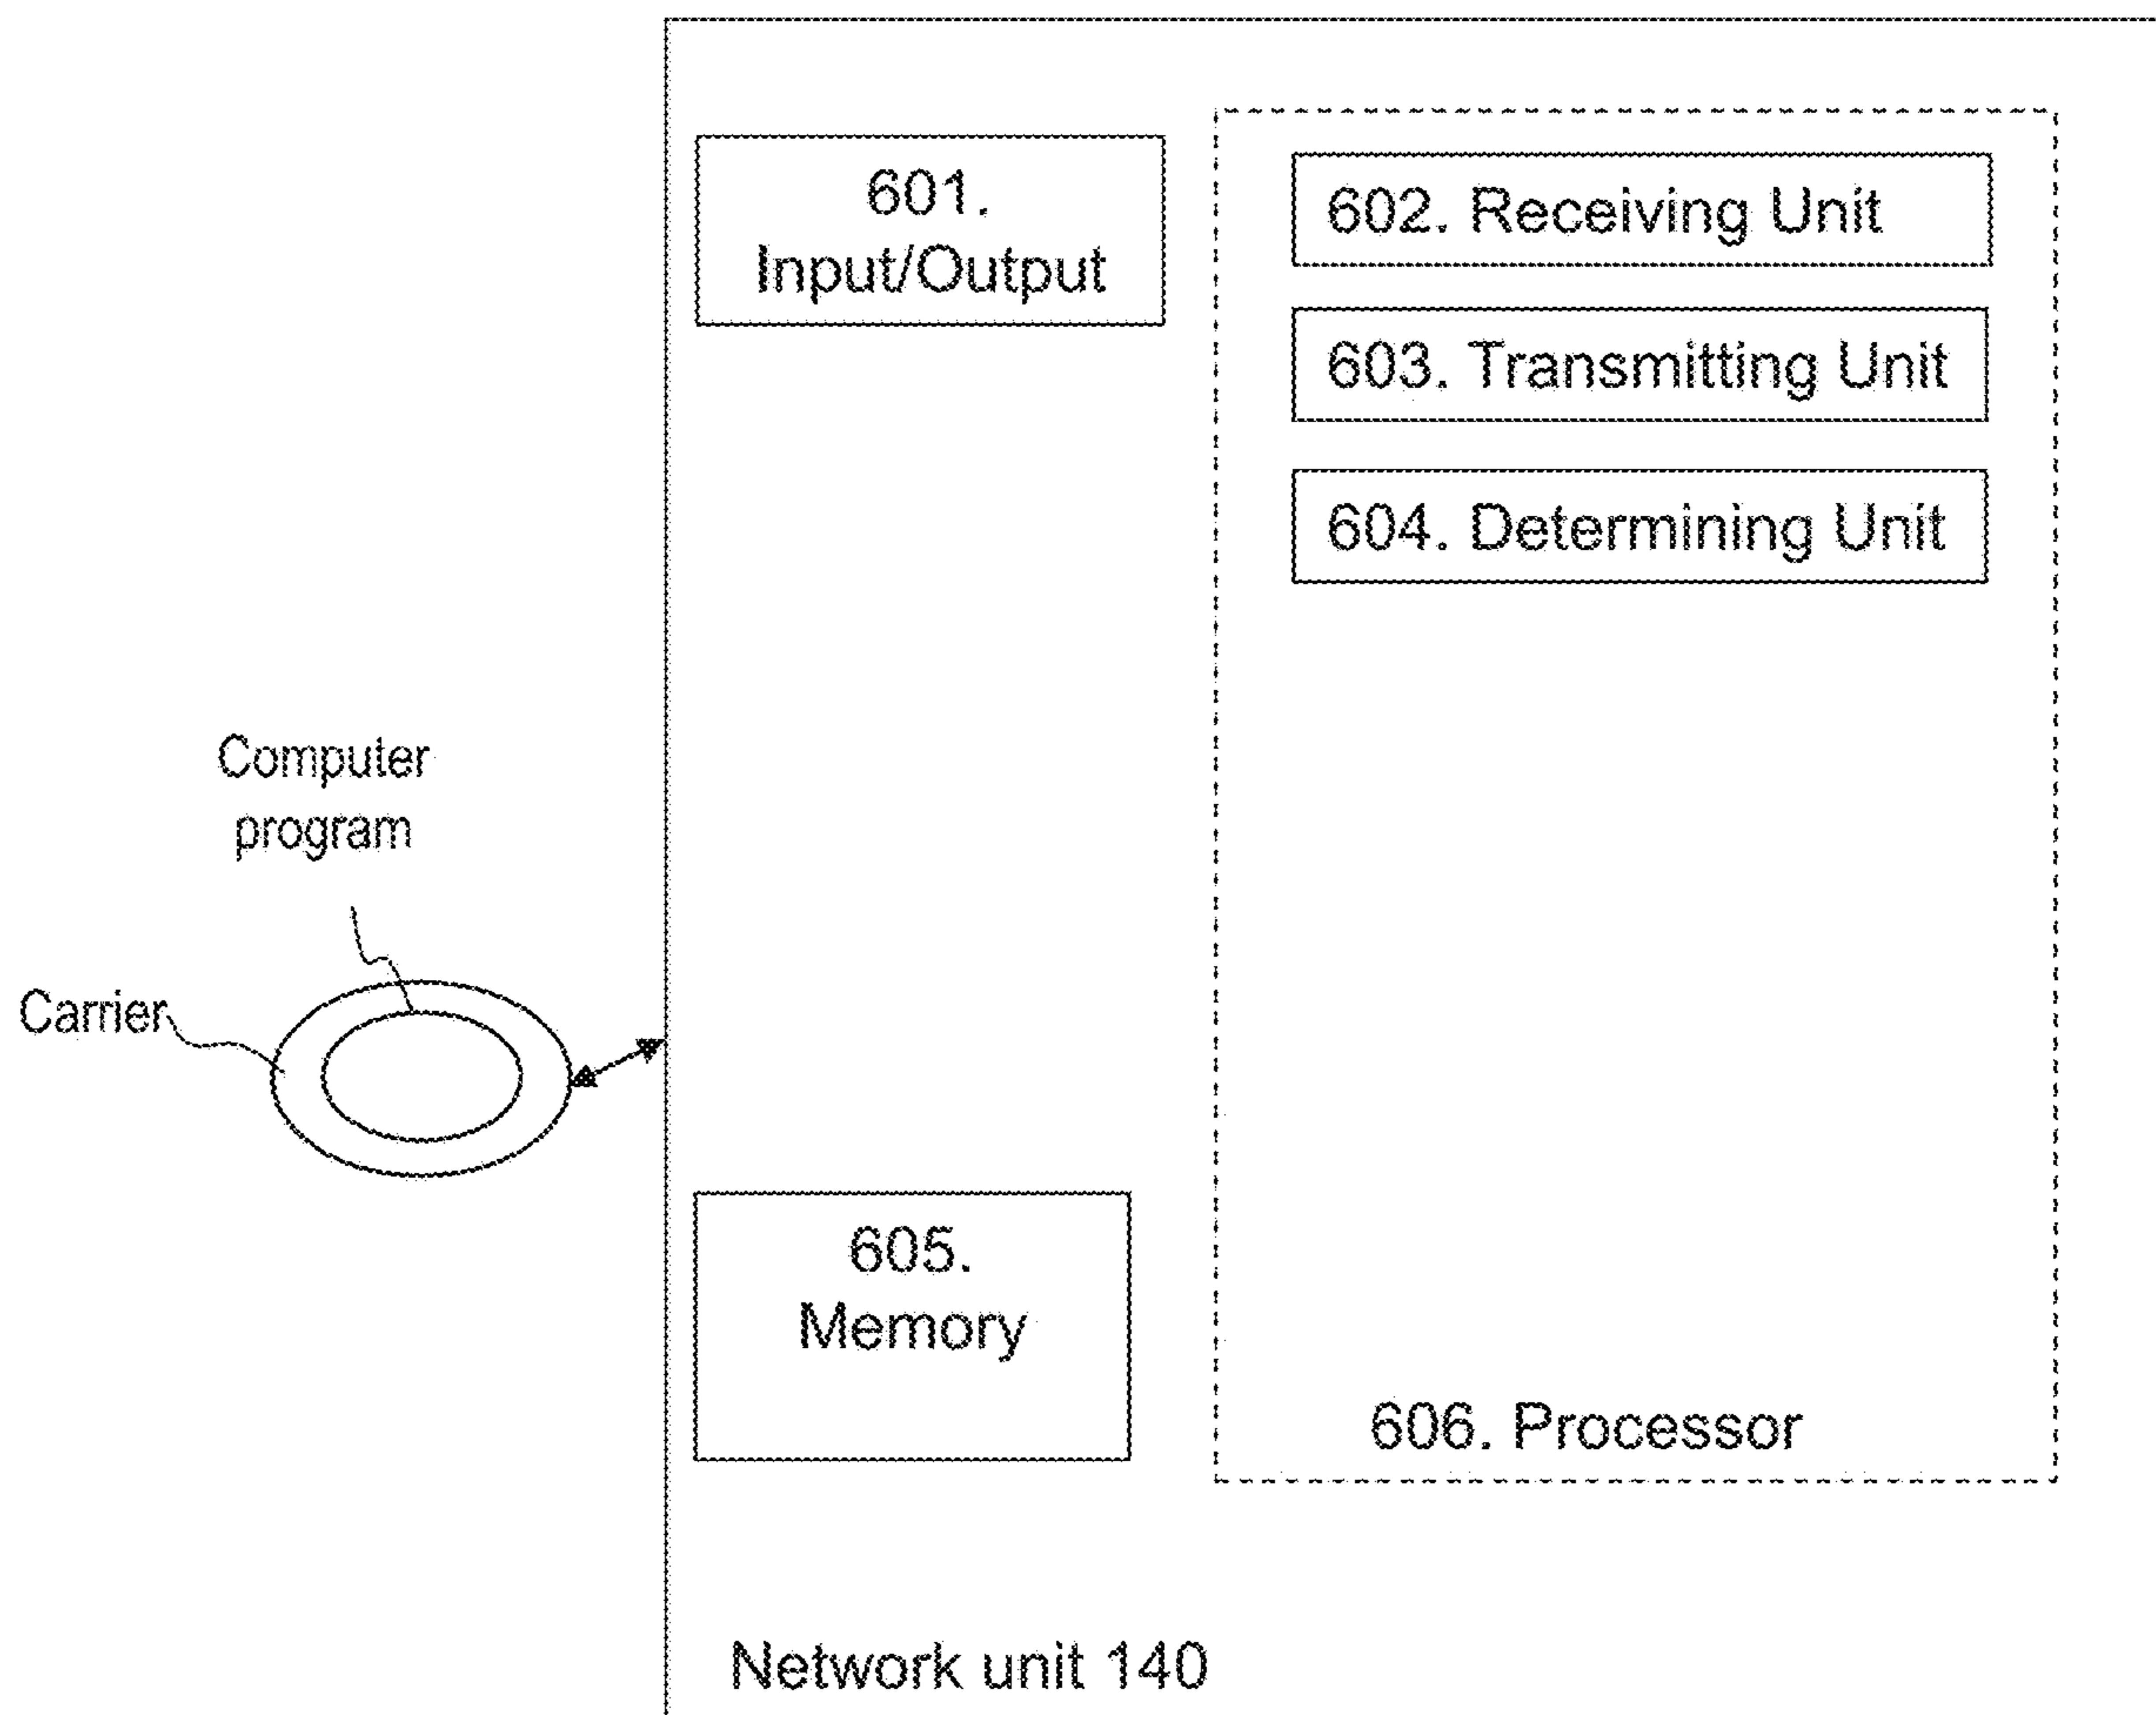 601.
Input/Output
602. Receiving Unit
603. Transmitting Unit
604. Determining Unit
Computer
program
Carrier
605.
Memory
606. Processor
Network unit 140